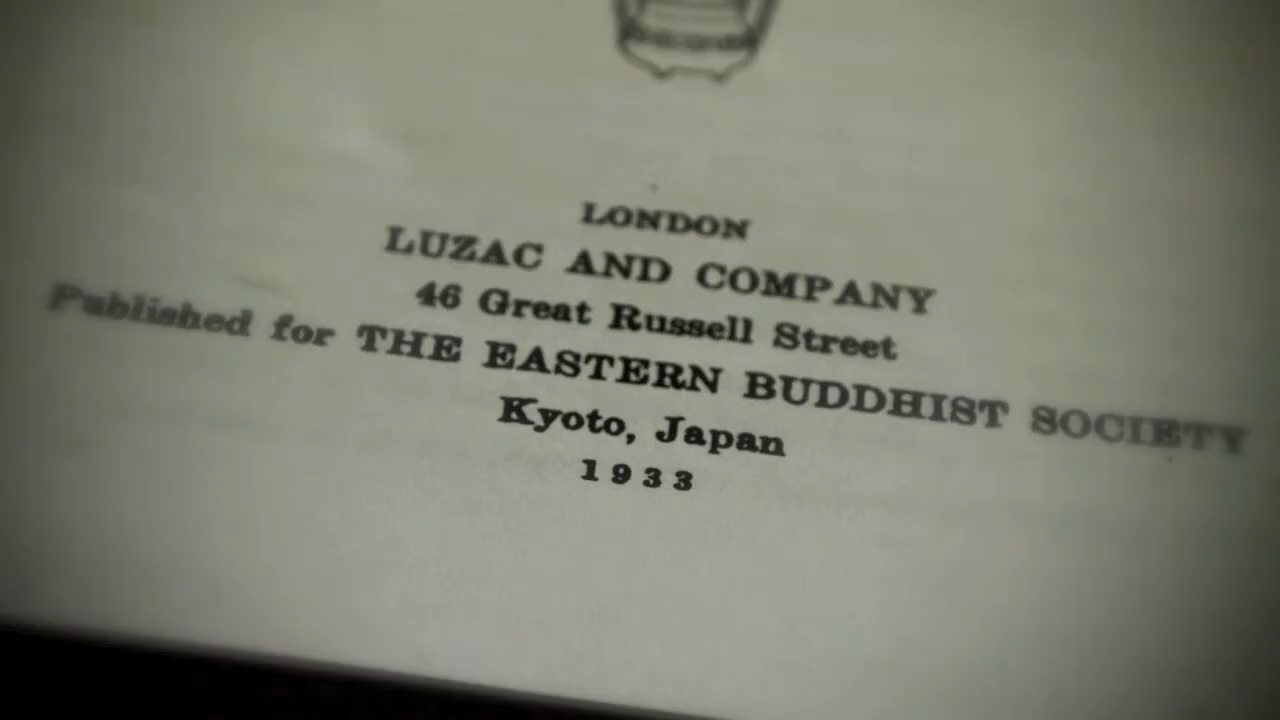 LONDON
LUZAC AND COMPANY
46 Great Russell Street
Published for THE EASTERN BUDDHIST SOCIETY
Kyoto, Japan
1933